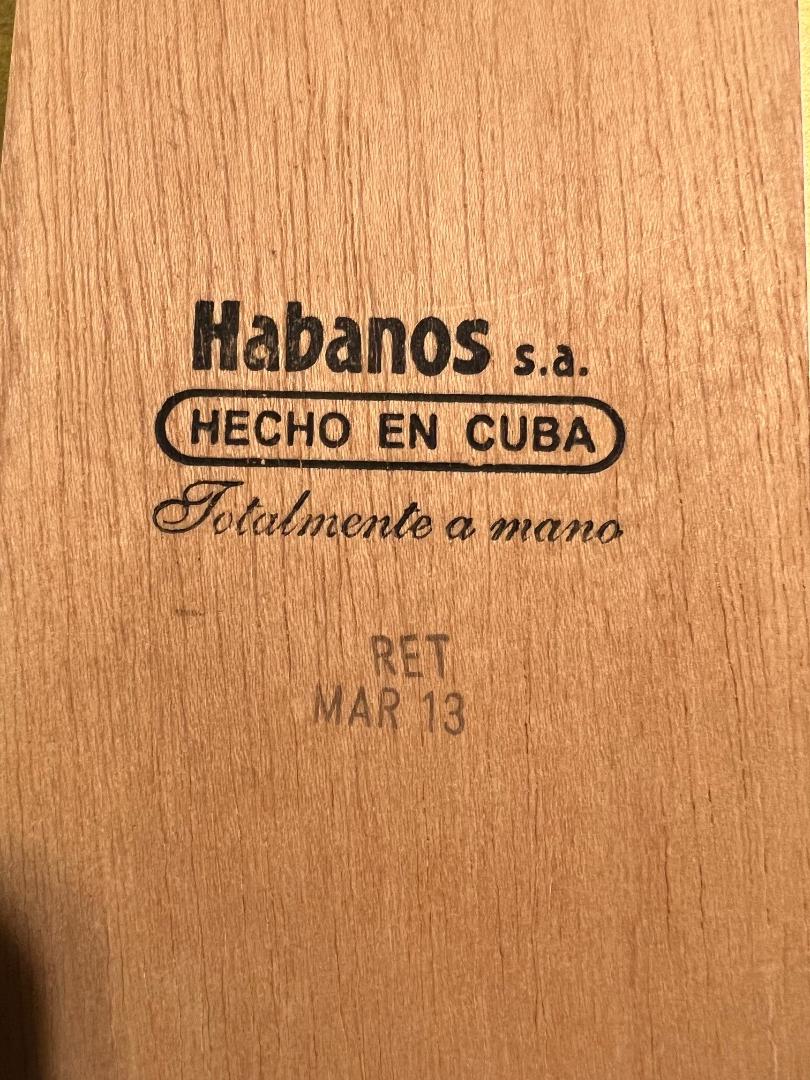 Habanos s.a.
HECHO EN CUBA
Totalmente a mano
RET
MAR 13